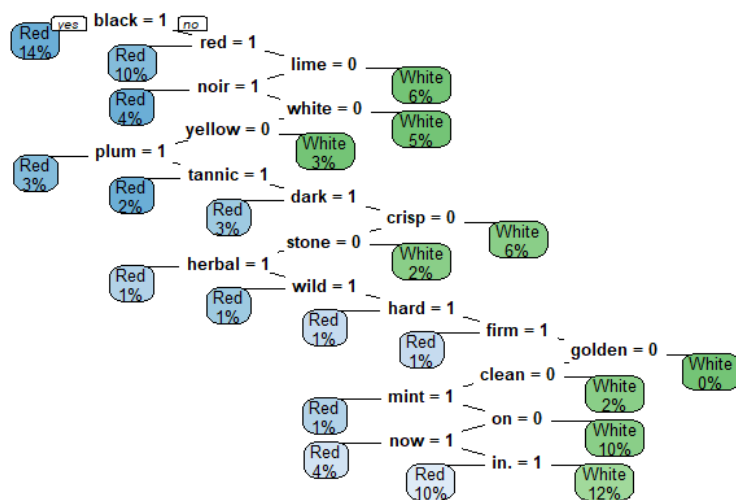 yes black = 1 no
Red
14%
red = 1
Red
10%
lime = 0
White
6%
noir = 1
Red
4%
white = 0
White
5%
yellow = 0
White
3%
plum = 1
Red
3%
tannic = 1
Red
2%
dark = 1
Red
3%
crisp = 0
White
6%
stone = 0
White
2%
herbal = 1
Red
1%
wild = 1
Red
1%
hard = 1
Red
1%
firm = 1
Red
1%
golden = 0
White
0%
clean = 0
White
2%
mint = 1
Red
1%
on = 0
White
10%
now = 1
Red
4%
in. = 1
Red
10%
White
12%